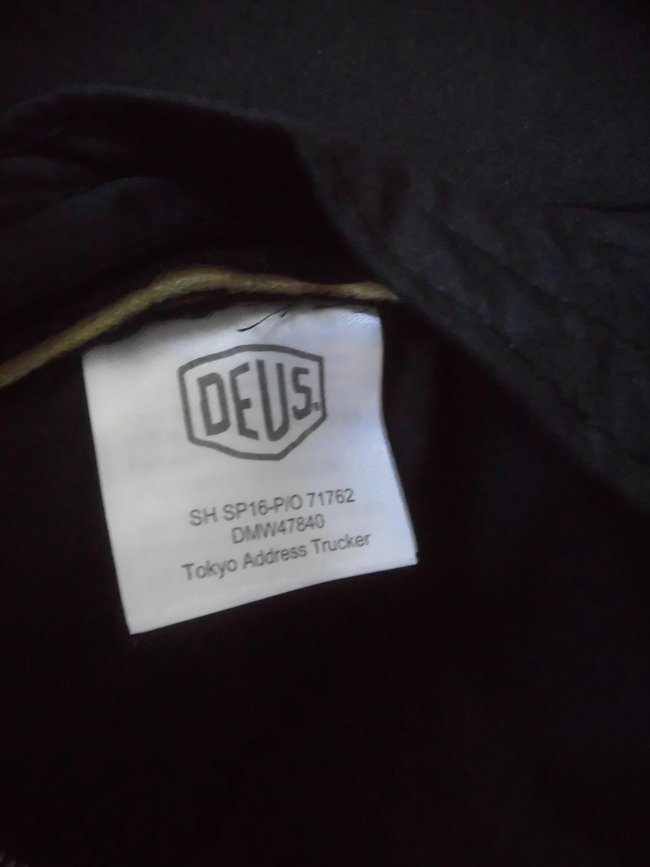 DEUS.
SH SP16-P/O 71762
DMW47840
Tokyo Address Trucker